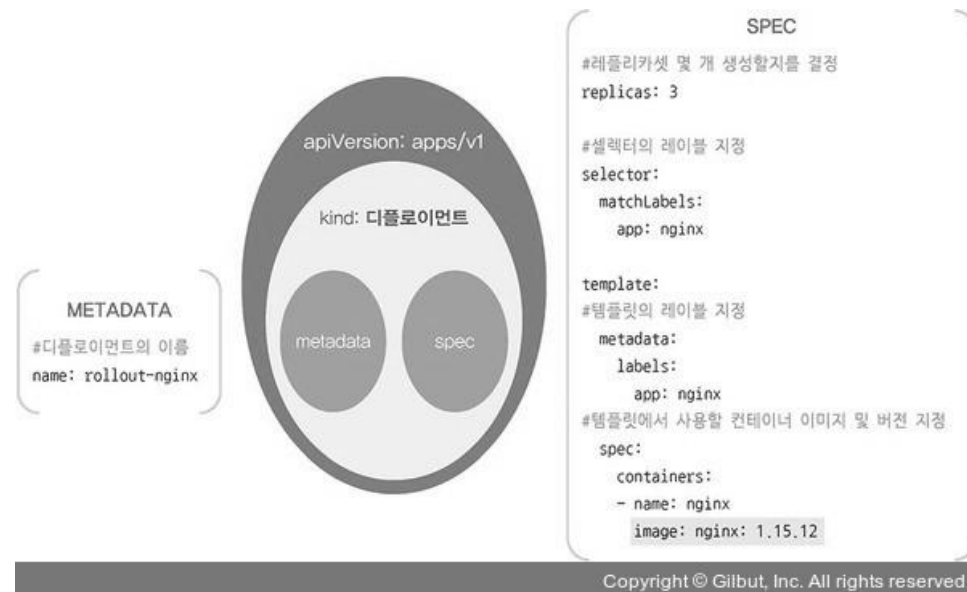 METADATA
#디플로이먼트의 이름
name: rollout-nginx
apiVersion: apps/v1
kind: 디플로이먼트
metadata
spec
SPEC
#레플리카셋 몇 개 생성할지를 결정
replicas: 3
#셀렉터의 레이블 지정
selector:
matchLabels:
app: nginx
template:
#템플릿의 레이블 지정
metadata:
labels:
app: nginx
#템플릿에서 사용할 컨테이너 이미지 및 버전 지정
spec:
containers:
- name: nginx
image: nginx: 1.15.12
Copyright © Gilbut, Inc. All rights reserved